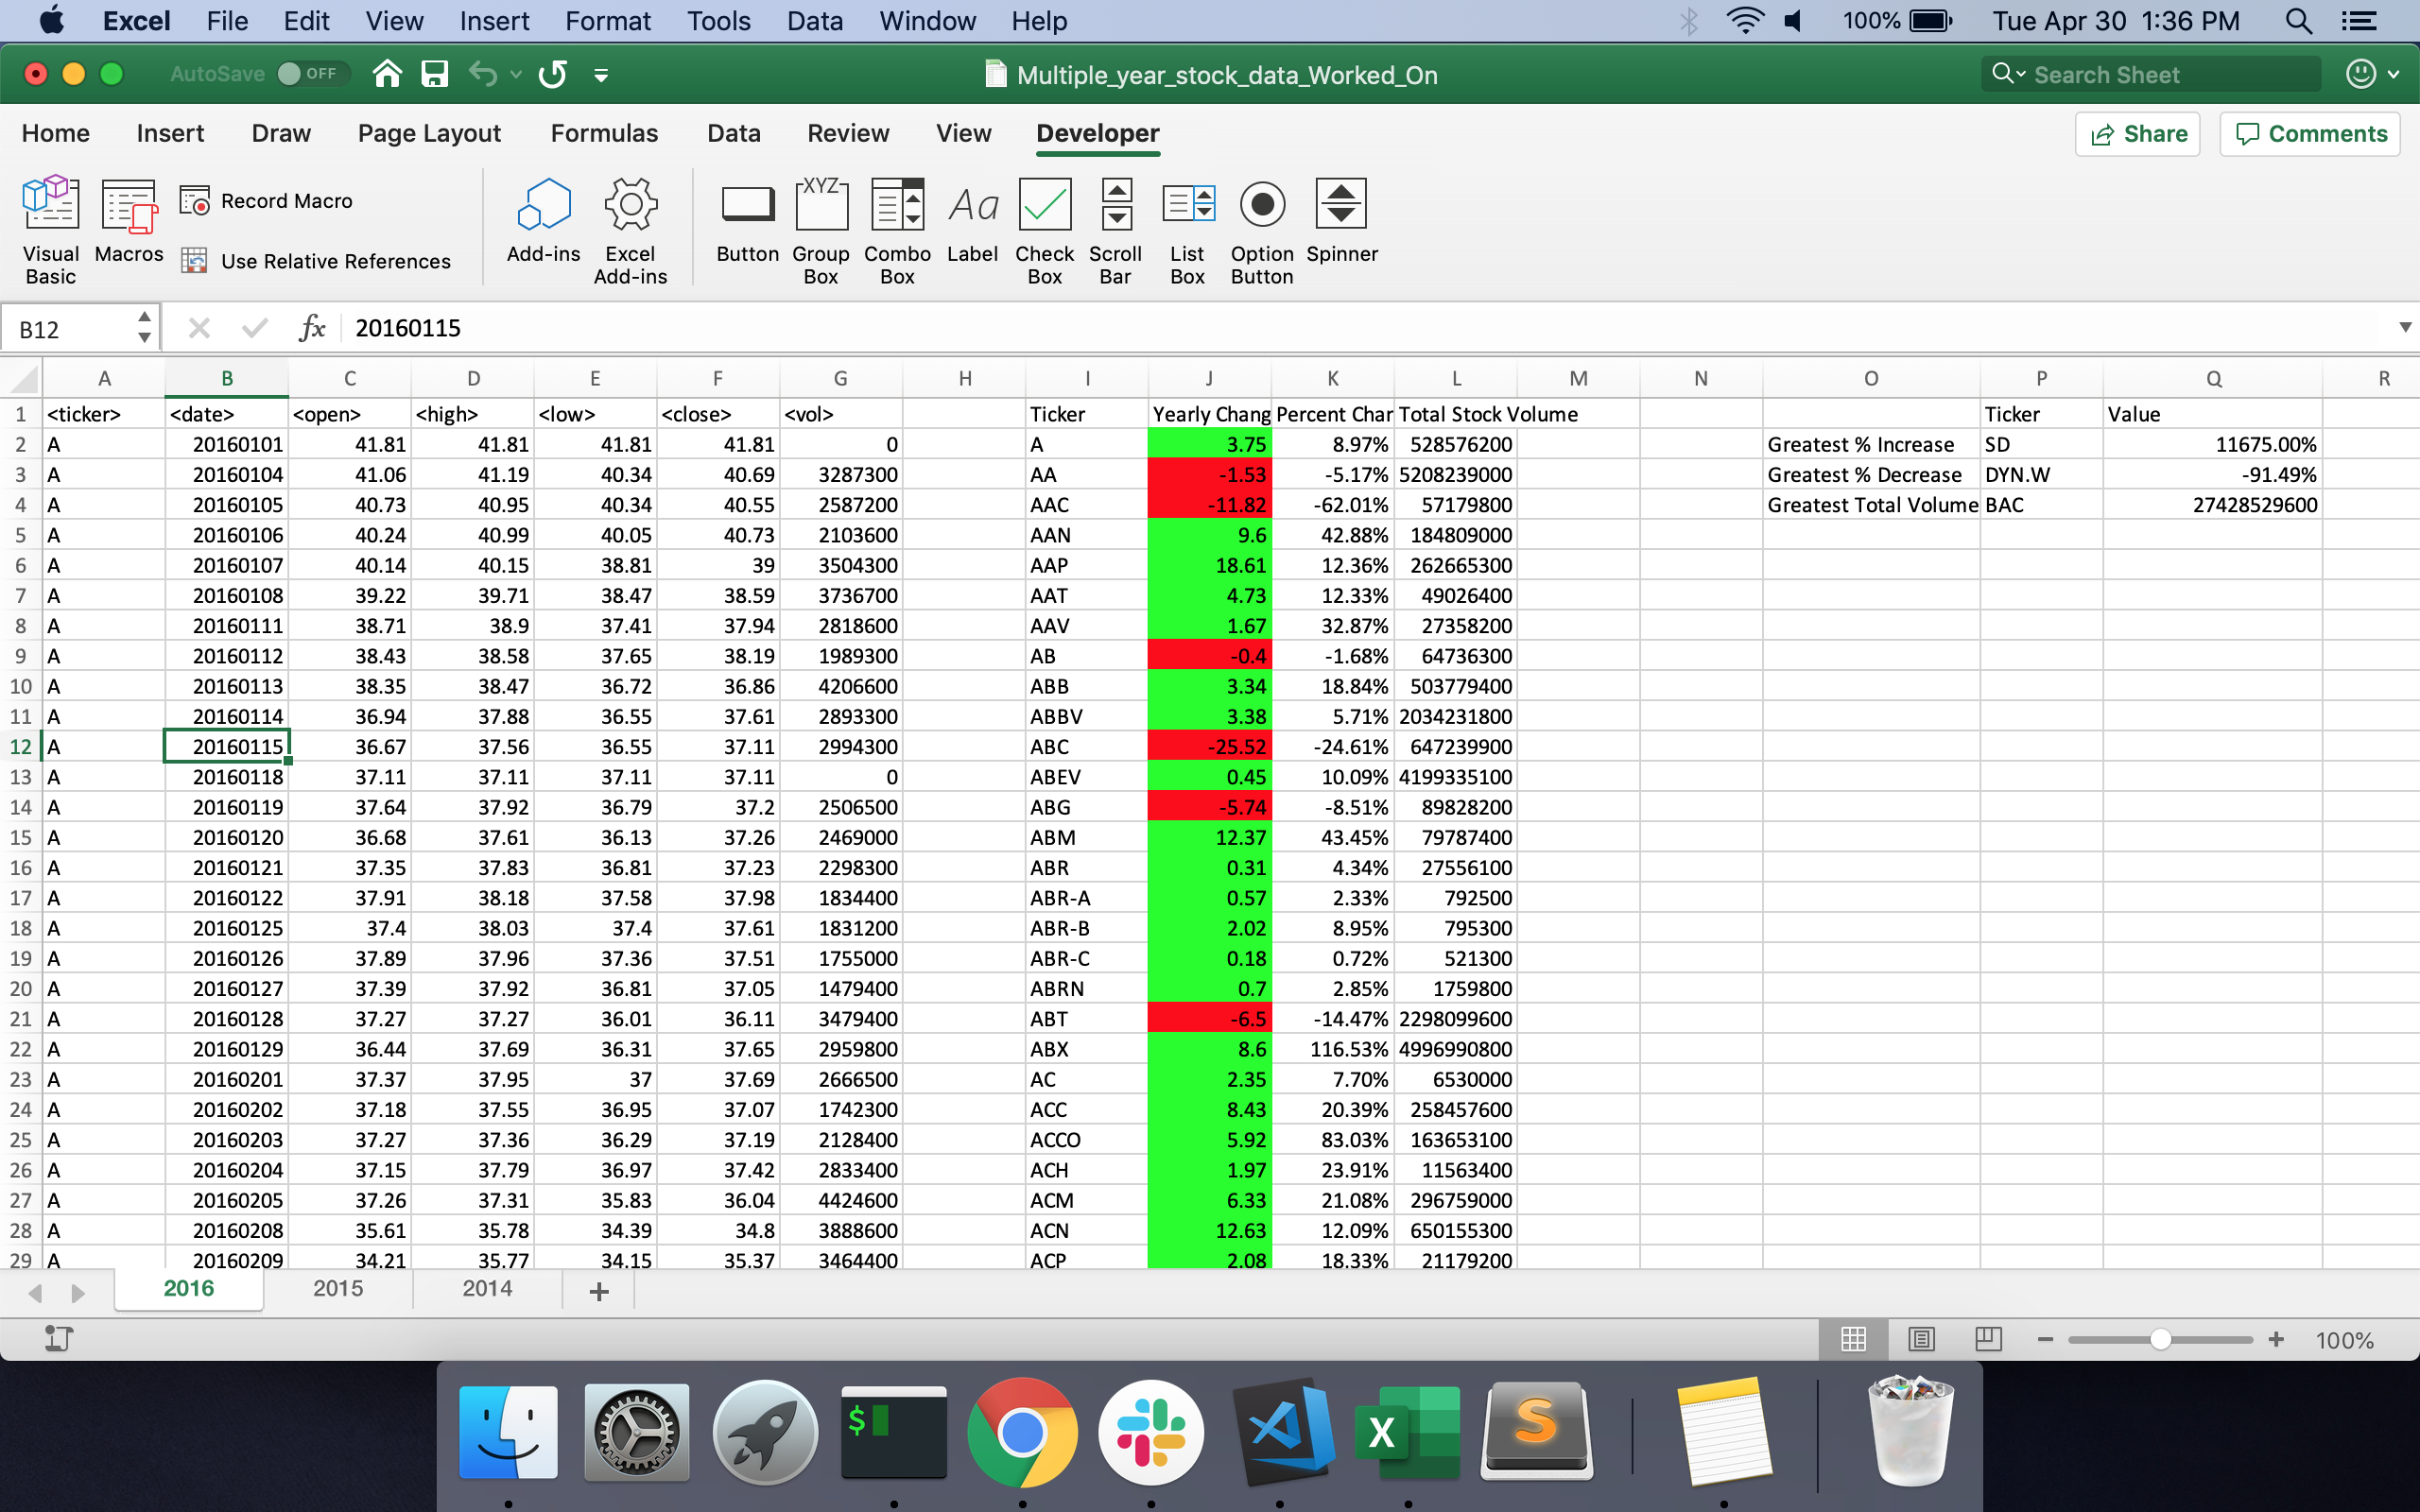 Excel File Edit View Insert Format Tools Data Window Help 100% Tue Apr 30 1:36 PM
AutoSave OFF Multiple_year_stock_data_Worked_On Search Sheet
Home Insert Draw Page Layout Formulas Data Review View Developer Share Comments
Visual Basic Macros Record Macro Use Relative References Add-ins Excel Add-ins Button XYZ Group Box Combo Box Aa Label Check Box Scroll Bar List Box Option Button Spinner
B12 fx 20160115
A B C D E F G H I J K L M N O P Q R
1 <ticker> <date> <open> <high> <low> <close> <vol> Ticker Yearly Chang Percent Char Total Stock Volume Ticker Value
2 A 20160101 41.81 41.81 41.81 41.81 0 A 3.75 8.97% 528576200 Greatest % Increase SD 11675.00%
3 A 20160104 41.06 41.19 40.34 40.69 3287300 AA -1.53 -5.17% 5208239000 Greatest % Decrease DYN.W -91.49%
4 A 20160105 40.73 40.95 40.34 40.55 2587200 AAC -11.82 -62.01% 57179800 Greatest Total Volume BAC 27428529600
5 A 20160106 40.24 40.99 40.05 40.73 2103600 AAN 9.6 42.88% 184809000
6 A 20160107 40.14 40.15 38.81 39 3504300 AAP 18.61 12.36% 262665300
7 A 20160108 39.22 39.71 38.47 38.59 3736700 AAT 4.73 12.33% 49026400
8 A 20160111 38.71 38.9 37.41 37.94 2818600 AAV 1.67 32.87% 27358200
9 A 20160112 38.43 38.58 37.65 38.19 1989300 AB -0.4 -1.68% 64736300
10 A 20160113 38.35 38.47 36.72 36.86 4206600 ABB 3.34 18.84% 503779400
11 A 20160114 36.94 37.88 36.55 37.61 2893300 ABBV 3.38 5.71% 2034231800
12 A 20160115 36.67 37.56 36.55 37.11 2994300 ABC -25.52 -24.61% 647239900
13 A 20160118 37.11 37.11 37.11 37.11 0 ABEV 0.45 10.09% 4199335100
14 A 20160119 37.64 37.92 36.79 37.2 2506500 ABG -5.74 -8.51% 89828200
15 A 20160120 36.68 37.61 36.13 37.26 2469000 ABM 12.37 43.45% 79787400
16 A 20160121 37.35 37.83 36.81 37.23 2298300 ABR 0.31 4.34% 27556100
17 A 20160122 37.91 38.18 37.58 37.98 1834400 ABR-A 0.57 2.33% 792500
18 A 20160125 37.4 38.03 37.4 37.61 1831200 ABR-B 2.02 8.95% 795300
19 A 20160126 37.89 37.96 37.36 37.51 1755000 ABR-C 0.18 0.72% 521300
20 A 20160127 37.39 37.92 36.81 37.05 1479400 ABRN 0.7 2.85% 1759800
21 A 20160128 37.27 37.27 36.01 36.11 3479400 ABT -6.5 -14.47% 2298099600
22 A 20160129 36.44 37.69 36.31 37.65 2959800 ABX 8.6 116.53% 4996990800
23 A 20160201 37.37 37.95 37 37.69 2666500 AC 2.35 7.70% 6530000
24 A 20160202 37.18 37.55 36.95 37.07 1742300 ACC 8.43 20.39% 258457600
25 A 20160203 37.27 37.36 36.29 37.19 2128400 ACCO 5.92 83.03% 163653100
26 A 20160204 37.15 37.79 36.97 37.42 2833400 ACH 1.97 23.91% 11563400
27 A 20160205 37.26 37.31 35.83 36.04 4424600 ACM 6.33 21.08% 296759000
28 A 20160208 35.61 35.78 34.39 34.8 3888600 ACN 12.63 12.09% 650155300
29 A 20160209 34.21 35.77 34.15 35.37 3464400 ACP 2.08 18.33% 21179200
2016 2015 2014 +
100%
$ X S